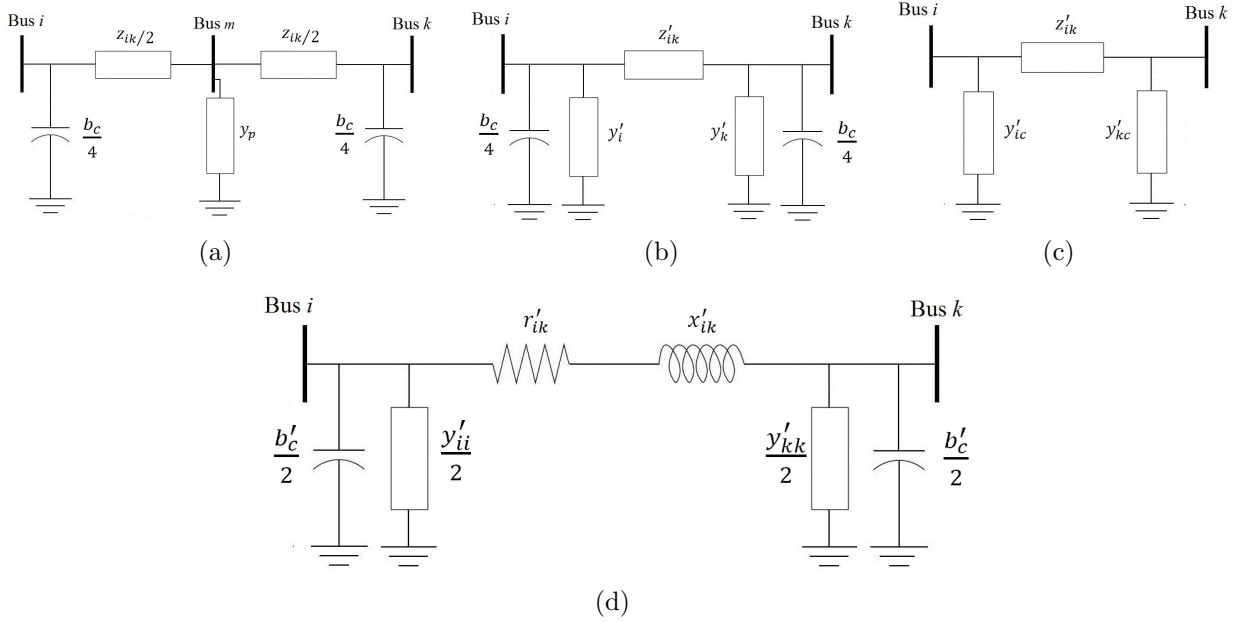 Bus i
z_ik/2
Bus m
z_ik/2
Bus k
b_c/4
y_p
b_c/4
(a)
Bus i
z′_ik
Bus k
b_c/4
y′_i
y′_k
b_c/4
(b)
Bus i
z′_ik
Bus k
y′_ic
y′_kc
(c)
Bus i
r′_ik
x′_ik
Bus k
b′_c/2
y′_ii/2
y′_kk/2
b′_c/2
(d)